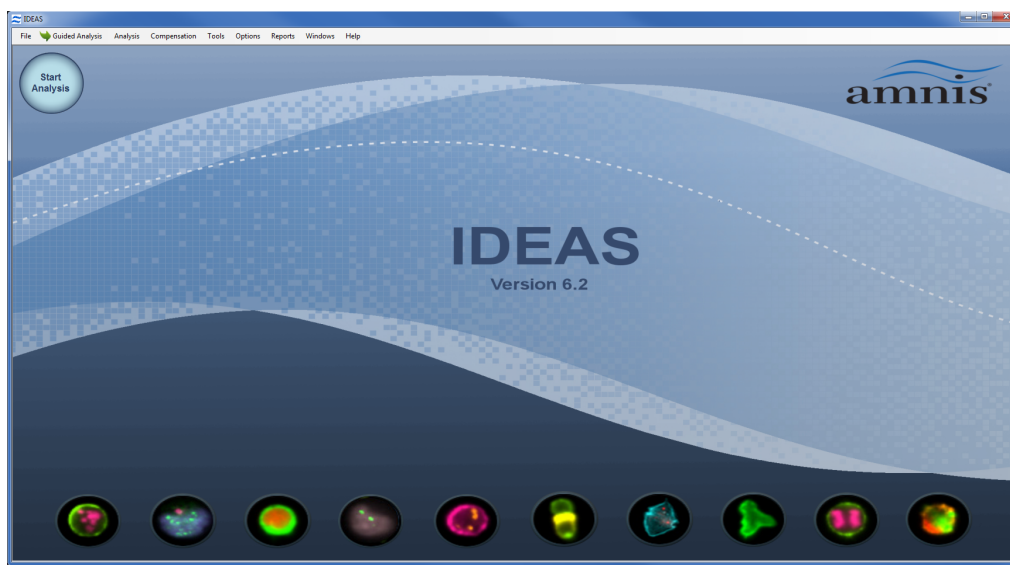 IDEAS
File Guided Analysis Analysis Compensation Tools Options Reports Windows Help
Start
Analysis
amnis
IDEAS
Version 6.2